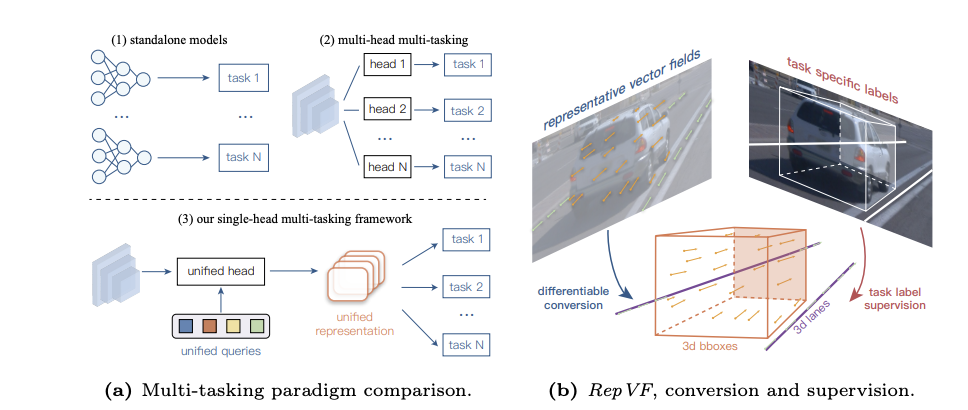 (1) standalone models
task 1
...
...
task N
(2) multi-head multi-tasking
head 1
task 1
head 2
task 2
...
...
head N
task N
(3) our single-head multi-tasking framework
unified head
unified queries
unified
representation
task 1
task 2
...
task N
(a) Multi-tasking paradigm comparison.
representative vector fields
task specific labels
differentiable
conversion
task label
supervision
3d bboxes
3d lanes
(b) RepVF, conversion and supervision.